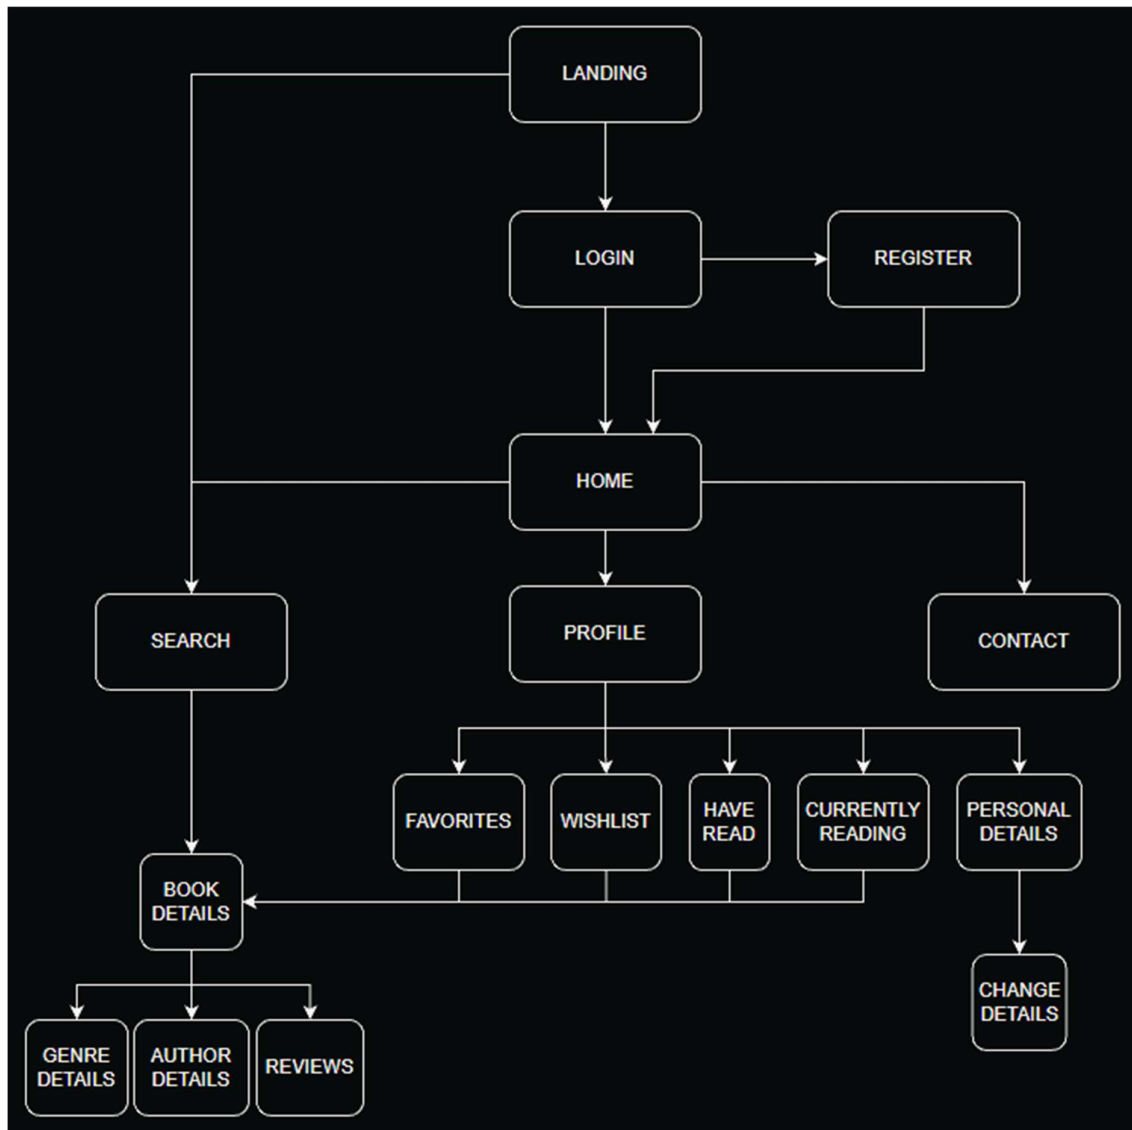 LANDING
LOGIN
REGISTER
HOME
SEARCH
PROFILE
CONTACT
FAVORITES
WISHLIST
HAVE
READ
CURRENTLY
READING
PERSONAL
DETAILS
BOOK
DETAILS
CHANGE
DETAILS
GENRE
DETAILS
AUTHOR
DETAILS
REVIEWS